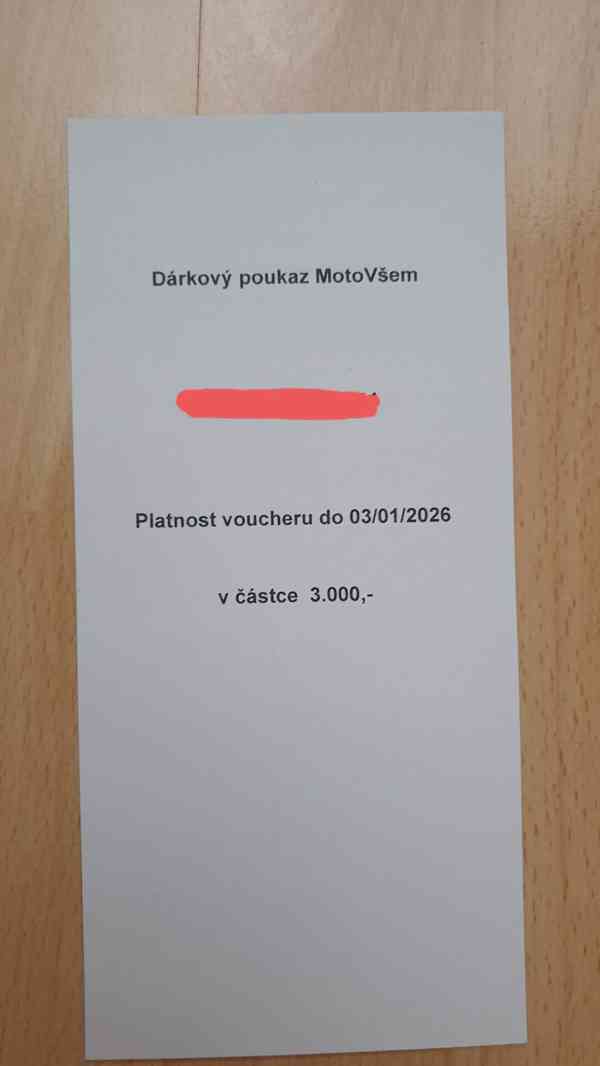 Dárkový poukaz MotoVšem
Platnost voucheru do 03/01/2026
v částce 3.000,-